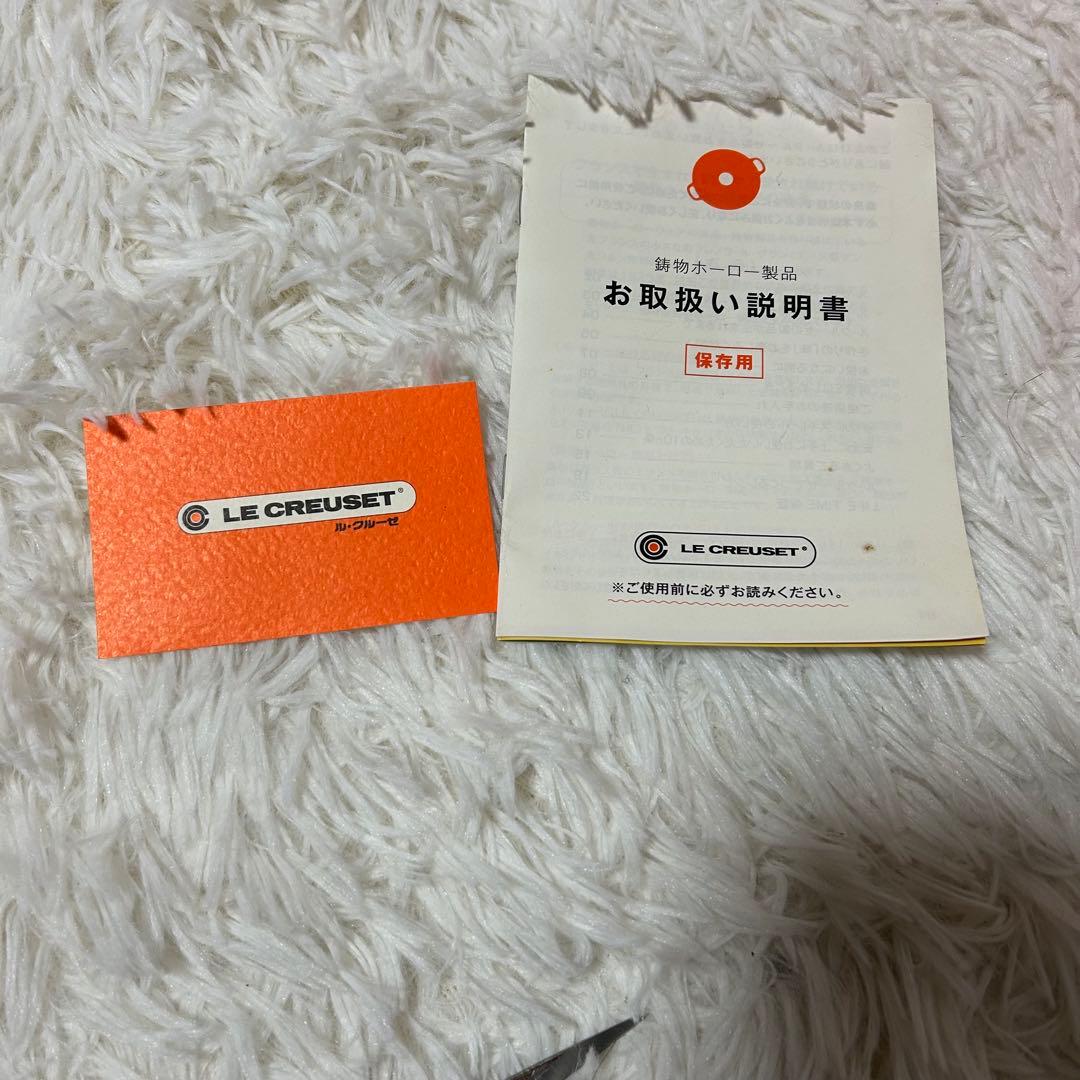 LE CREUSET®
ル・クルーゼ
鋳物ホーロー製品
お取扱い説明書
保存用
LE CREUSET®
※ご使用前に必ずお読みください。